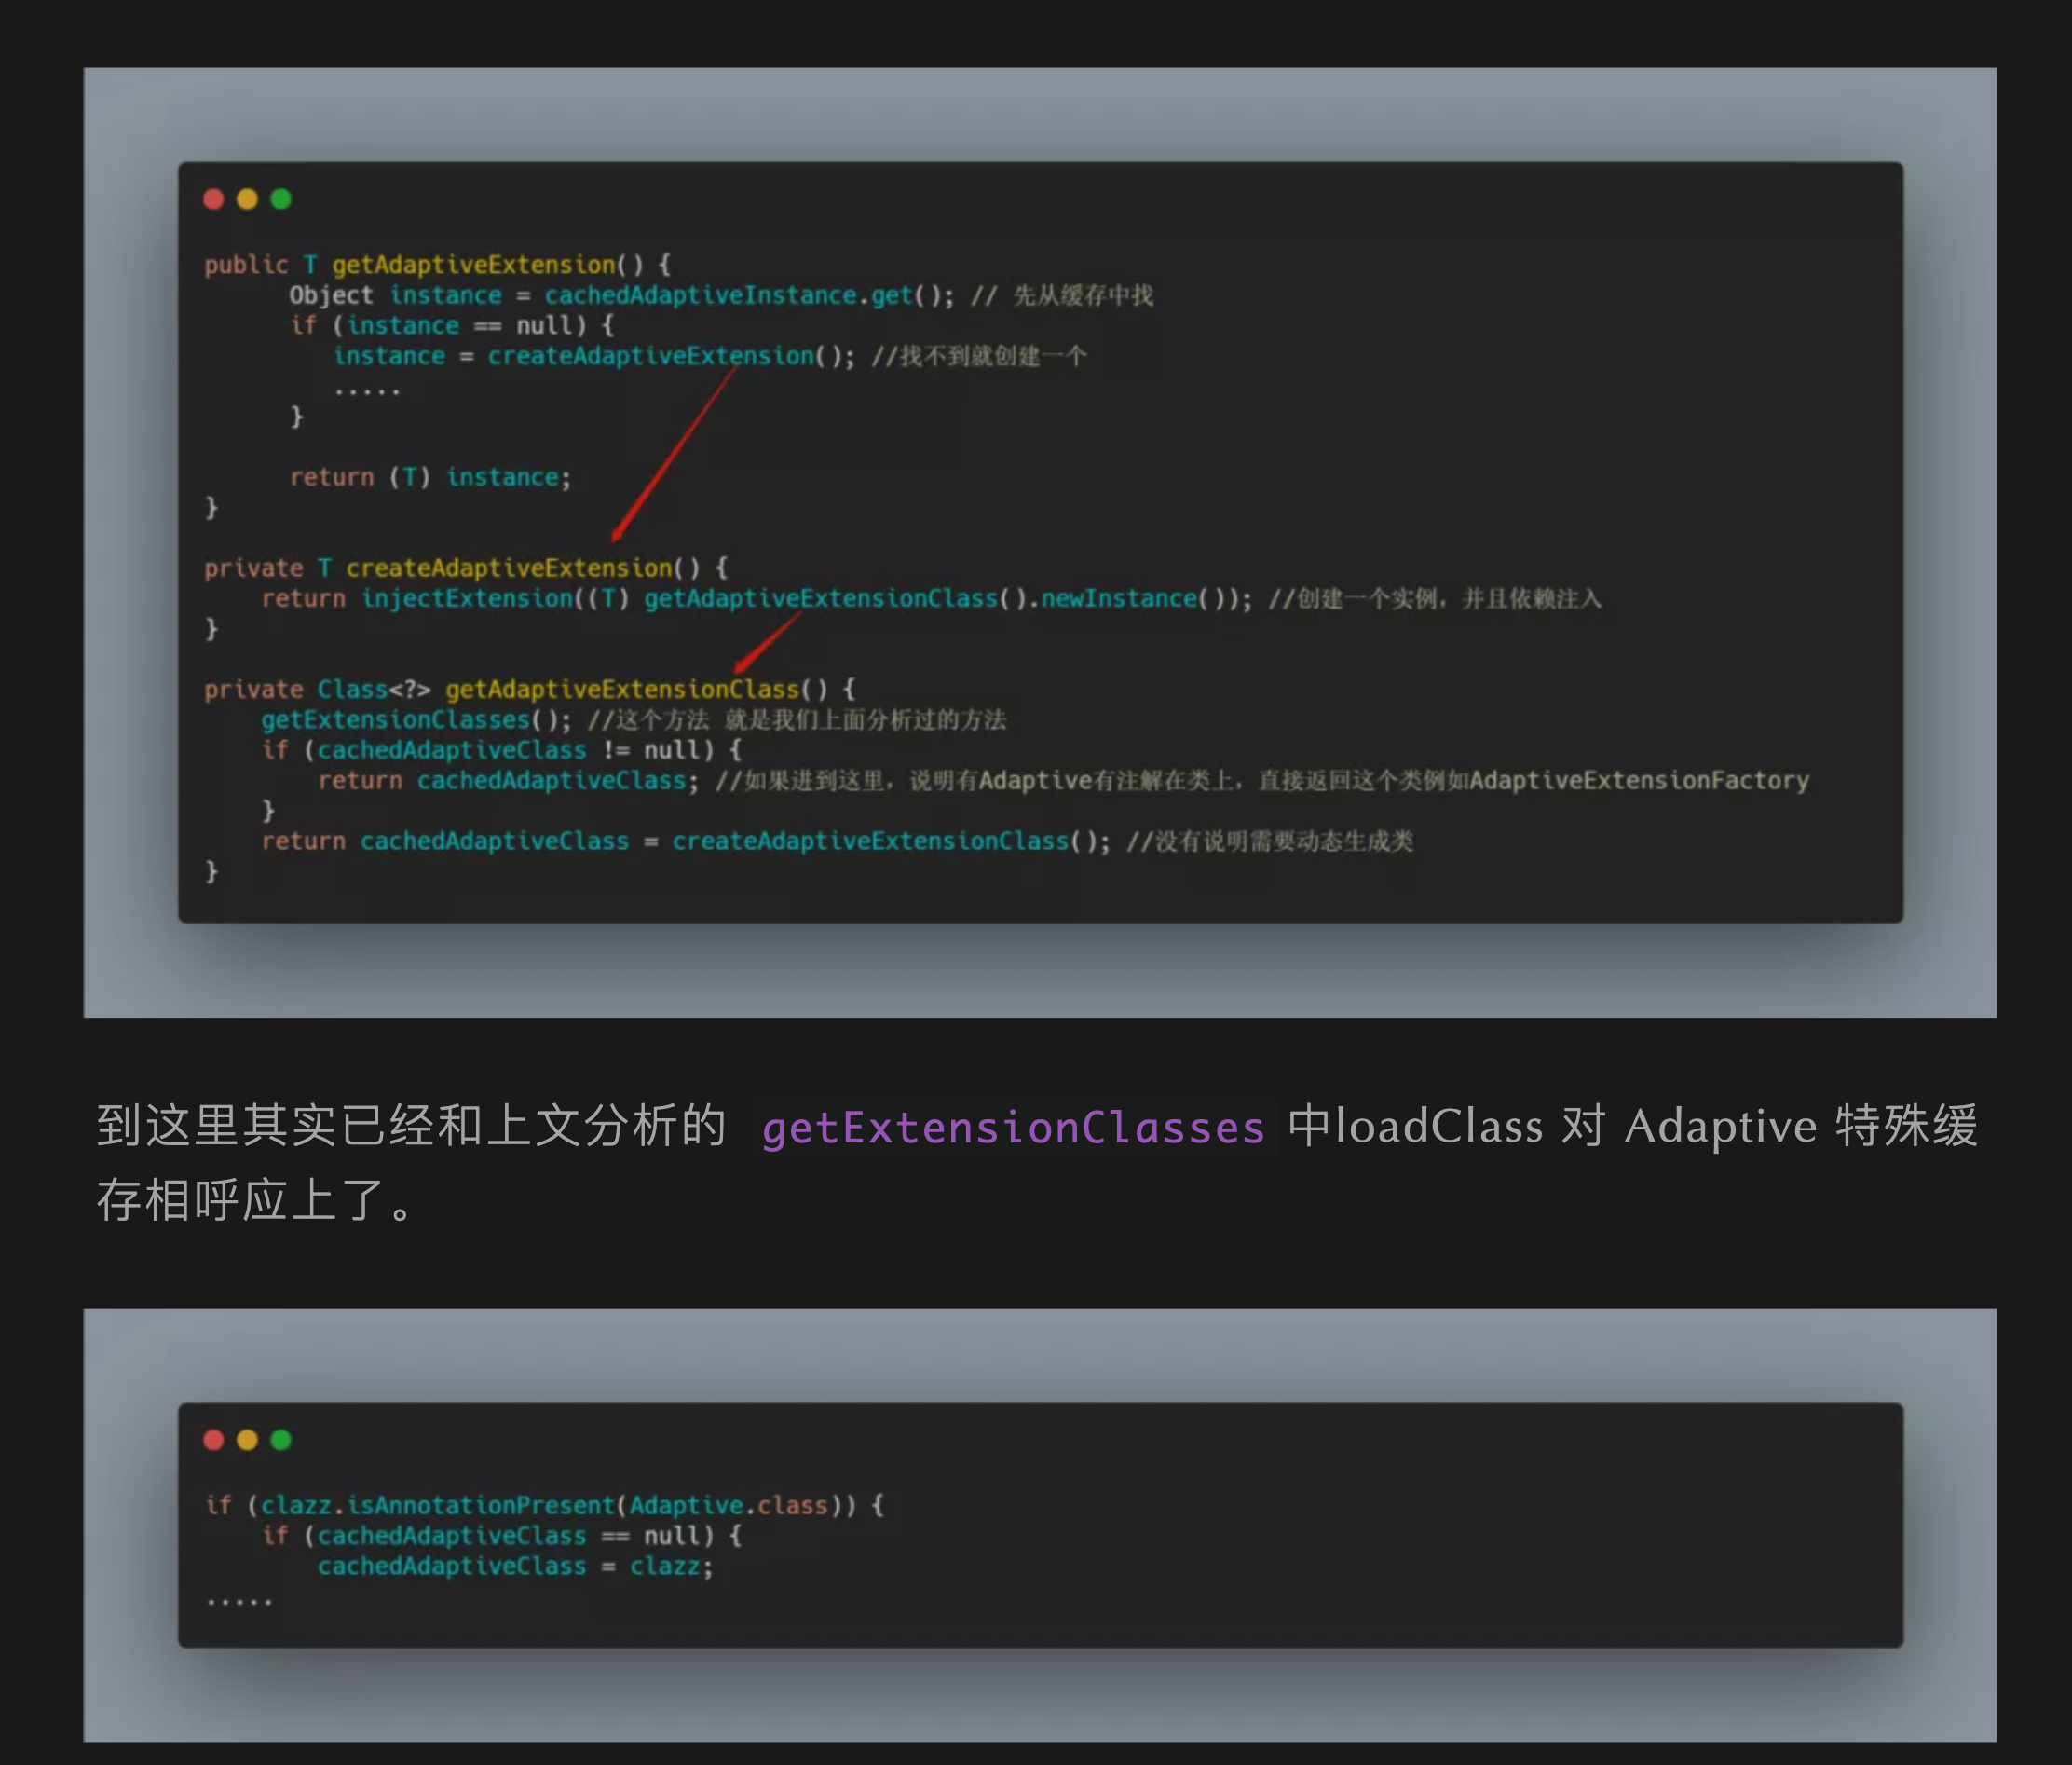 public T getAdaptiveExtension() {
Object instance = cachedAdaptiveInstance.get(); // 先从缓存中找
if (instance == null) {
instance = createAdaptiveExtension(); //找不到就创建一个
.....
}
return (T) instance;
}
private T createAdaptiveExtension() {
return injectExtension((T) getAdaptiveExtensionClass().newInstance()); //创建一个实例，并且依赖注入
}
private Class<?> getAdaptiveExtensionClass() {
getExtensionClasses(); //这个方法 就是我们上面分析过的方法
if (cachedAdaptiveClass != null) {
return cachedAdaptiveClass; //如果进到这里，说明有Adaptive有注解在类上，直接返回这个类例如AdaptiveExtensionFactory
}
return cachedAdaptiveClass = createAdaptiveExtensionClass(); //没有说明需要动态生成类
}
到这里其实已经和上文分析的 getExtensionClasses 中loadClass 对 Adaptive 特殊缓
存相呼应上了。
if (clazz.isAnnotationPresent(Adaptive.class)) {
if (cachedAdaptiveClass == null) {
cachedAdaptiveClass = clazz;
.....